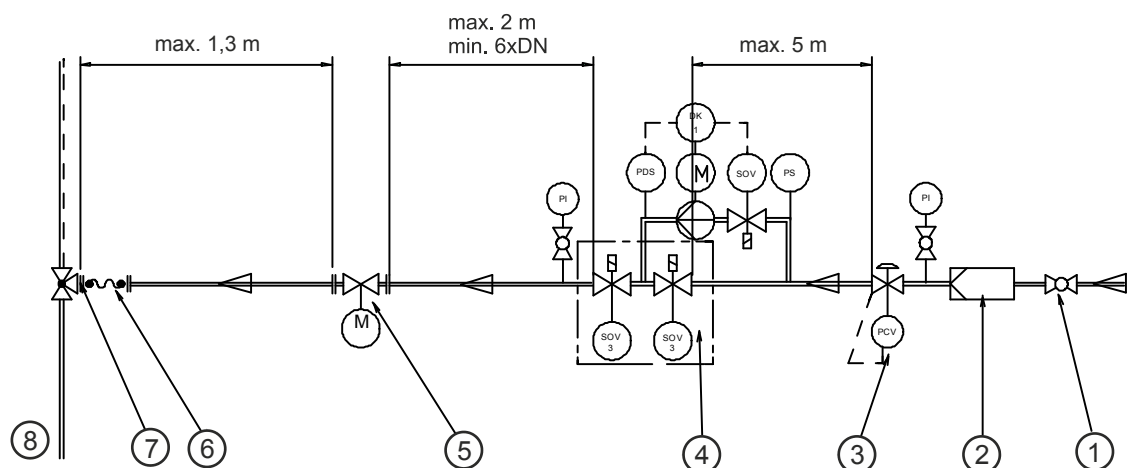 max. 2 m
max. 1,3 m
min. 6xDN
max. 5 m
DK
1
PDS
M
SOV
PS
PI
PI
M
SOV
3
SOV
3
PCV
8
7
6
5
4
3
2
1